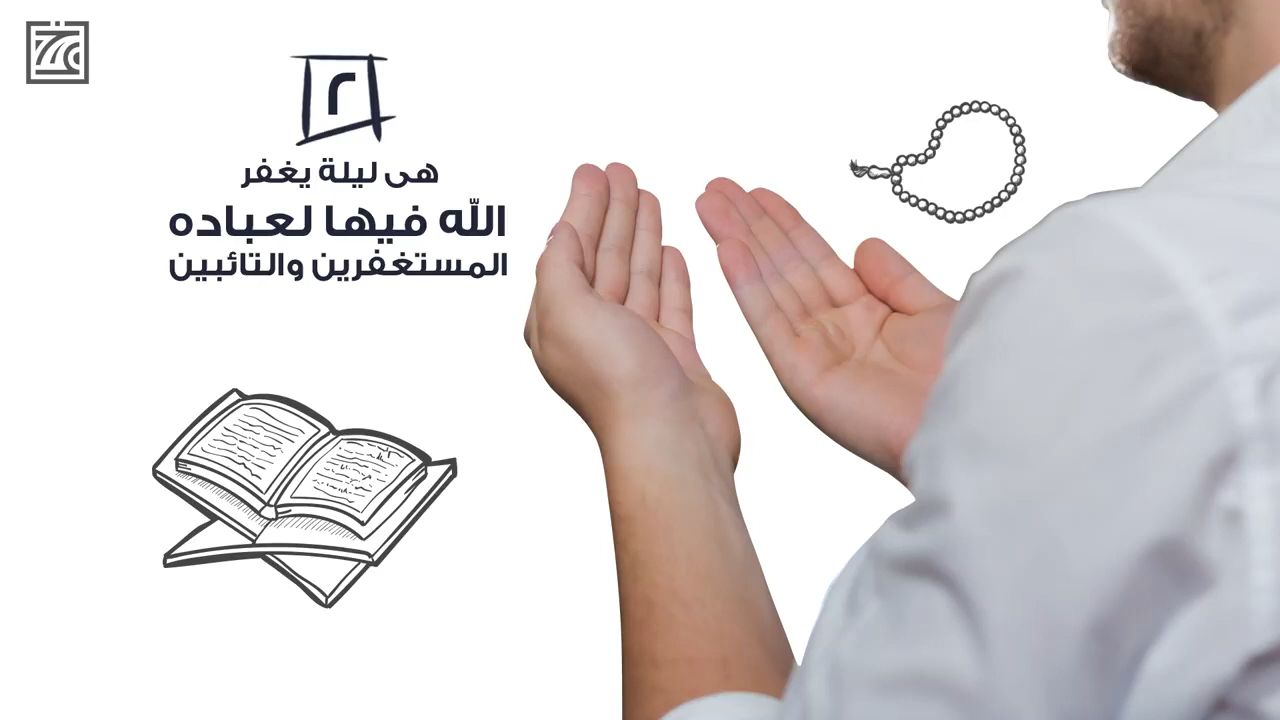 ٢
هى ليلة يغفر
الله فيها لعباده
المستغفرين والتائبين